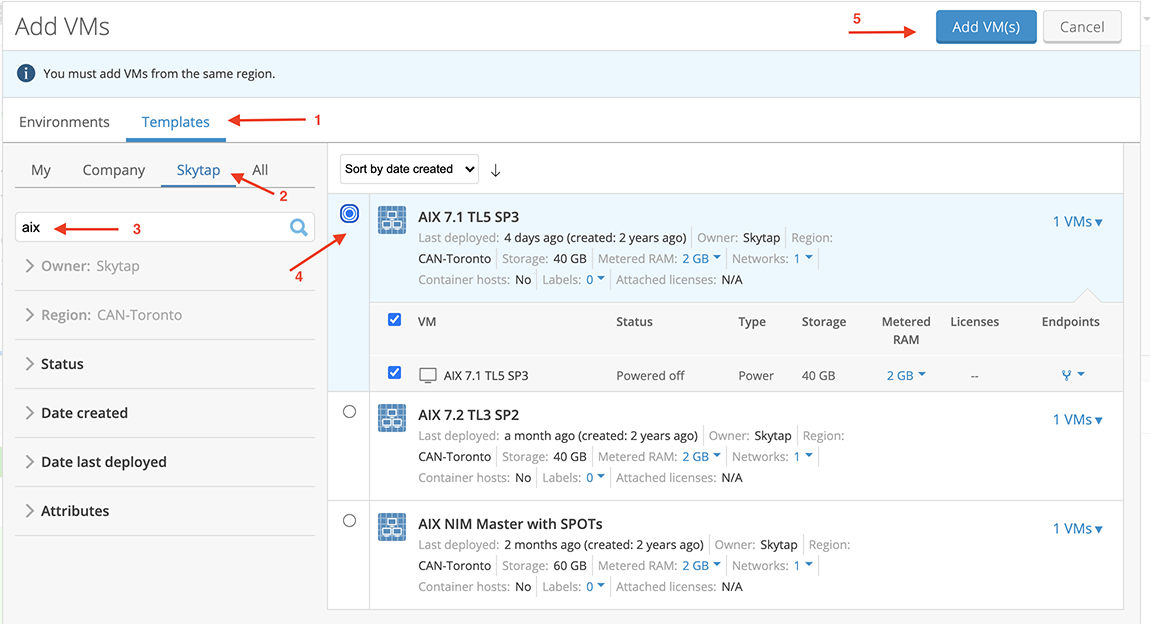 Add VMs
5
Add VM(s)
Cancel
i
You must add VMs from the same region.
Environments
Templates
1
My
Company
Skytap
All
2
aix
3
Owner: Skytap
Region: CAN-Toronto
Status
Date created
Date last deployed
Attributes
Sort by date created
4
AIX 7.1 TL5 SP3
1 VMs
Last deployed: 4 days ago (created: 2 years ago) Owner: Skytap Region:
CAN-Toronto Storage: 40 GB Metered RAM: 2 GB Networks: 1
Container hosts: No Labels: 0 Attached licenses: N/A
VM Status Type Storage Metered RAM Licenses Endpoints
AIX 7.1 TL5 SP3 Powered off Power 40 GB 2 GB --
AIX 7.2 TL3 SP2
1 VMs
Last deployed: a month ago (created: 2 years ago) Owner: Skytap Region:
CAN-Toronto Storage: 40 GB Metered RAM: 2 GB Networks: 1
Container hosts: No Labels: 0 Attached licenses: N/A
AIX NIM Master with SPOTs
1 VMs
Last deployed: 2 months ago (created: 2 years ago) Owner: Skytap Region:
CAN-Toronto Storage: 60 GB Metered RAM: 2 GB Networks: 1
Container hosts: No Labels: 0 Attached licenses: N/A